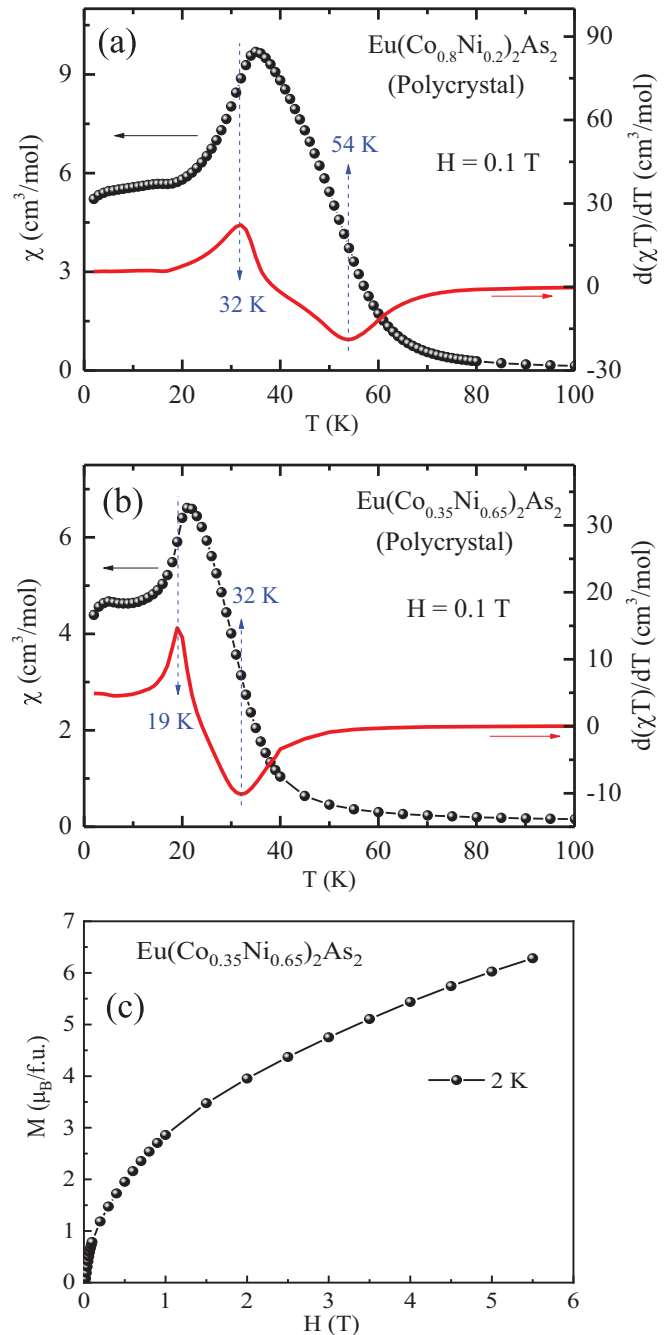 (a)
Eu(Co₀.₈Ni₀.₂)₂As₂
(Polycrystal)
H = 0.1 T
54 K
32 K
χ (cm³/mol)
9
6
3
0
d(χT)/dT (cm³/mol)
90
60
30
0
-30
0 20 40 60 80 100
T (K)
(b)
Eu(Co₀.₃₅Ni₀.₆₅)₂As₂
(Polycrystal)
H = 0.1 T
32 K
19 K
χ (cm³/mol)
6
4
2
0
d(χT)/dT (cm³/mol)
30
20
10
0
-10
0 20 40 60 80 100
T (K)
Eu(Co₀.₃₅Ni₀.₆₅)₂As₂
(c)
2 K
M (μB/f.u.)
7
6
5
4
3
2
1
0
0 1 2 3 4 5 6
H (T)